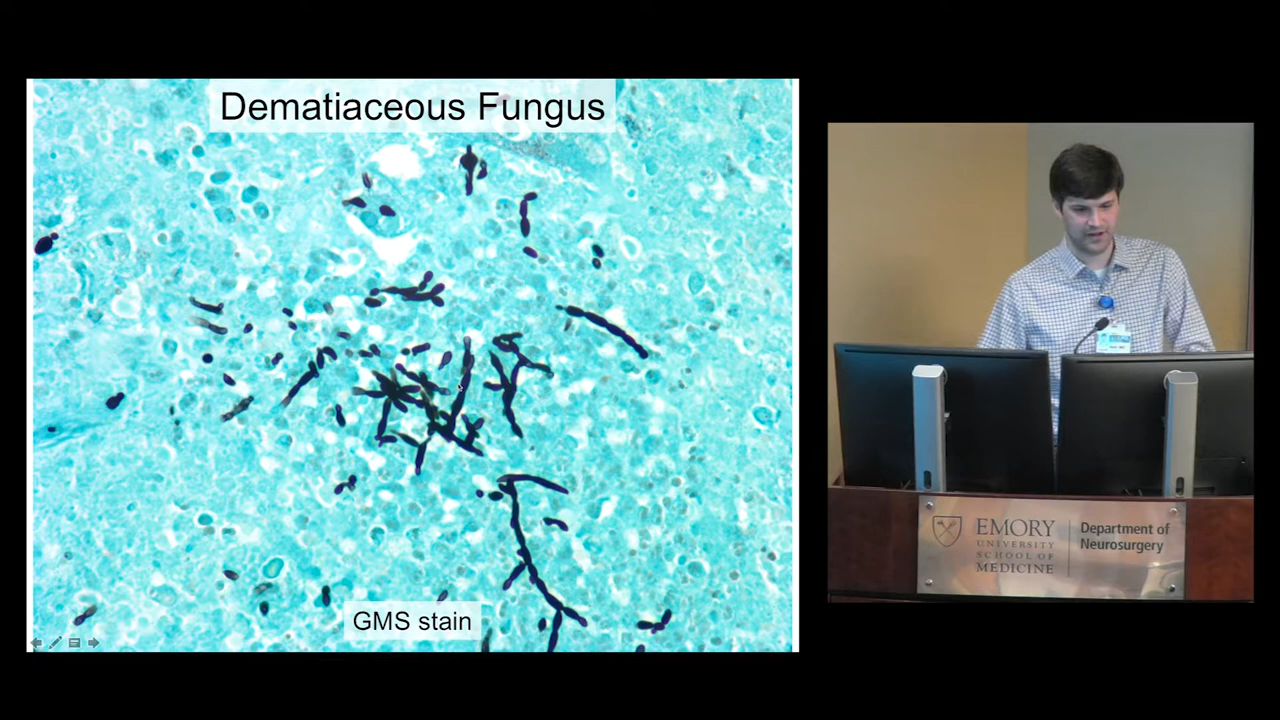 Dematiaceous Fungus
GMS stain
EMORY
UNIVERSITY
SCHOOL OF
MEDICINE
Department of
Neurosurgery